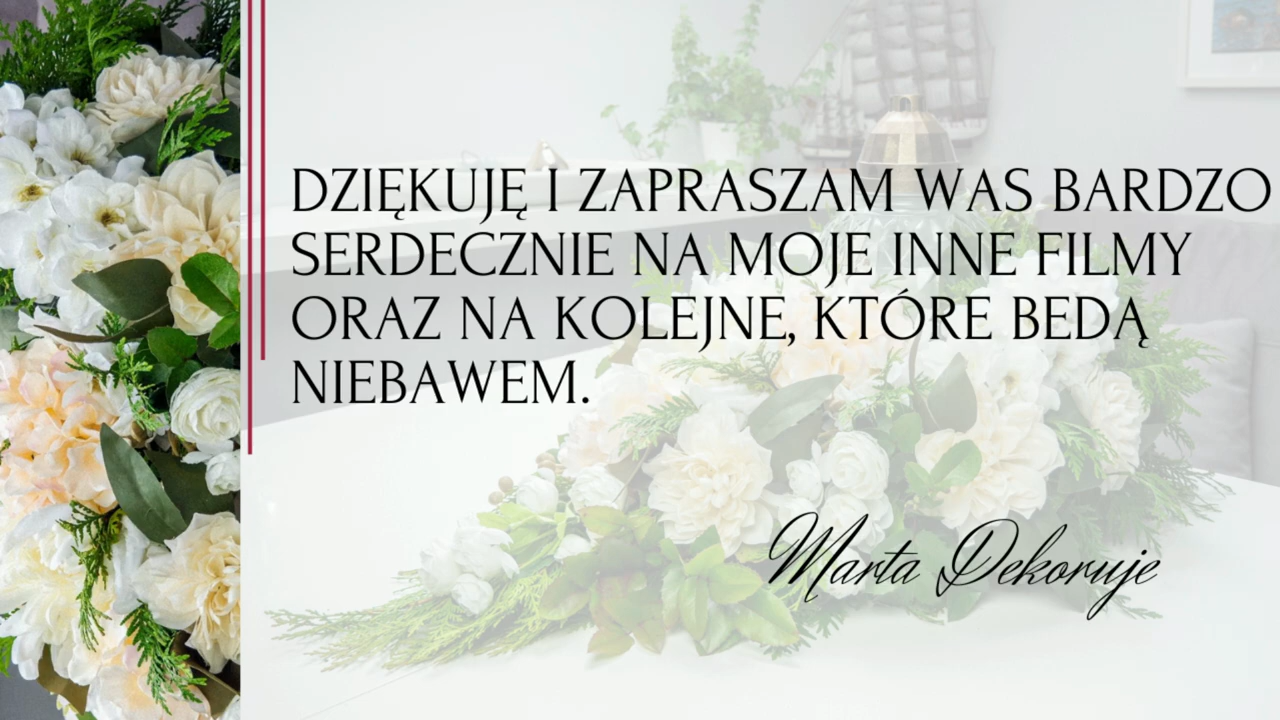 DZIĘKUJĘ I ZAPRASZAM WAS BARDZO
SERDECZNIE NA MOJE INNE FILMY
ORAZ NA KOLEJNE, KTÓRE BEDĄ
NIEBAWEM.
Marta Dekoruje